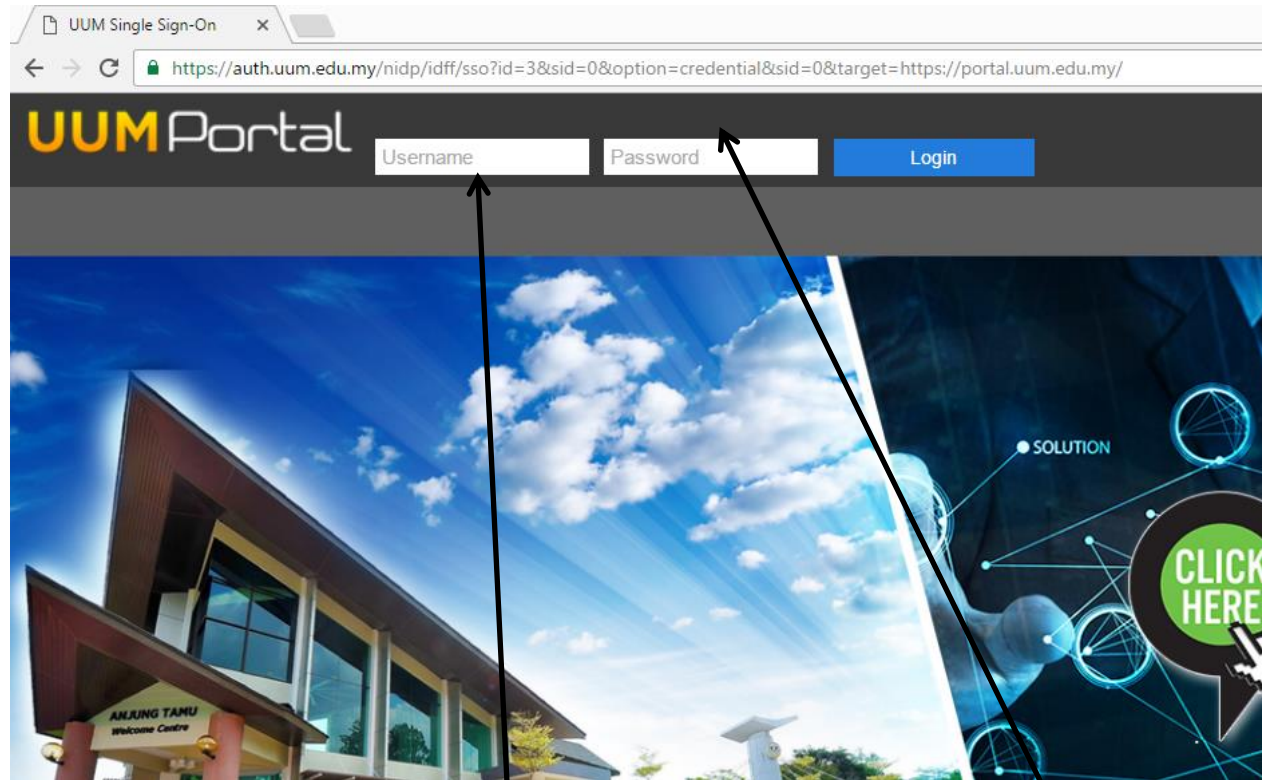 UUM Single Sign-On
https://auth.uum.edu.my/nidp/idff/sso?id=3&sid=0&option=credential&sid=0&target=https://portal.uum.edu.my/
UUMPortal
Username
Password
Login
SOLUTION
CLICK
HERE
ANJUNG TAMU
Welcome Centre